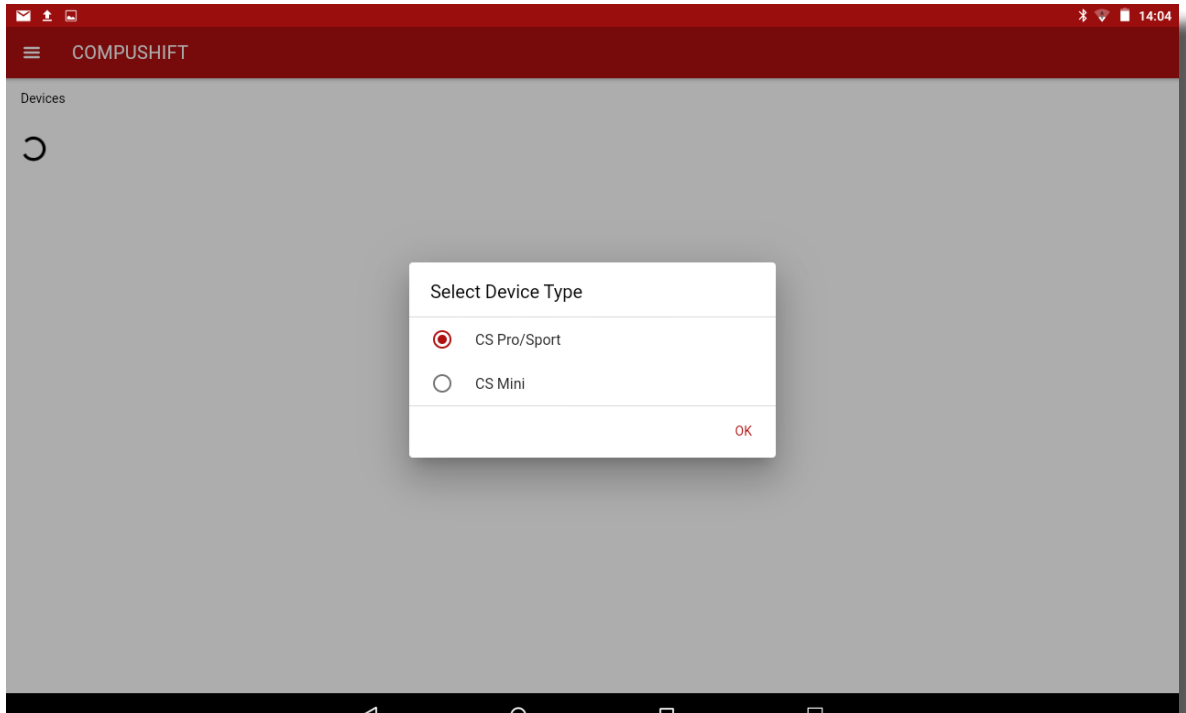 14:04
COMPUSHIFT
Devices
Select Device Type
CS Pro/Sport
CS Mini
OK